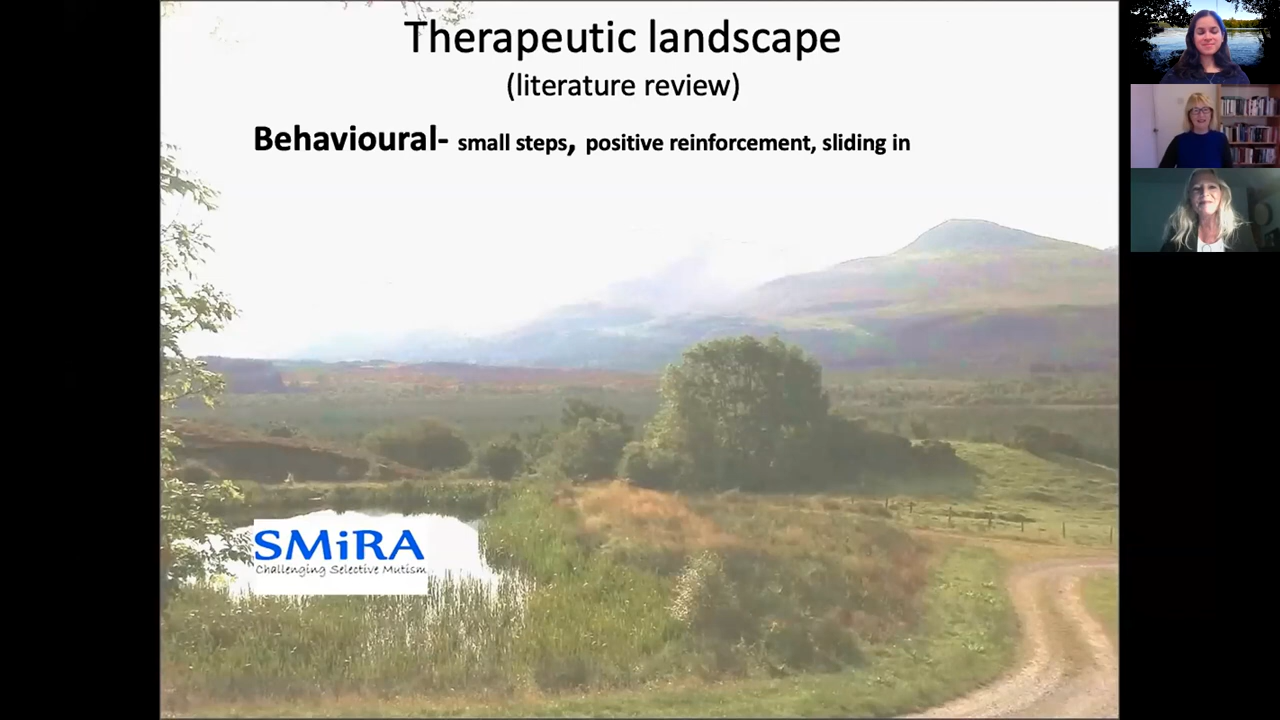 Therapeutic landscape
(literature review)
Behavioural- small steps, positive reinforcement, sliding in
SMiRA
Challenging Selective Mutism